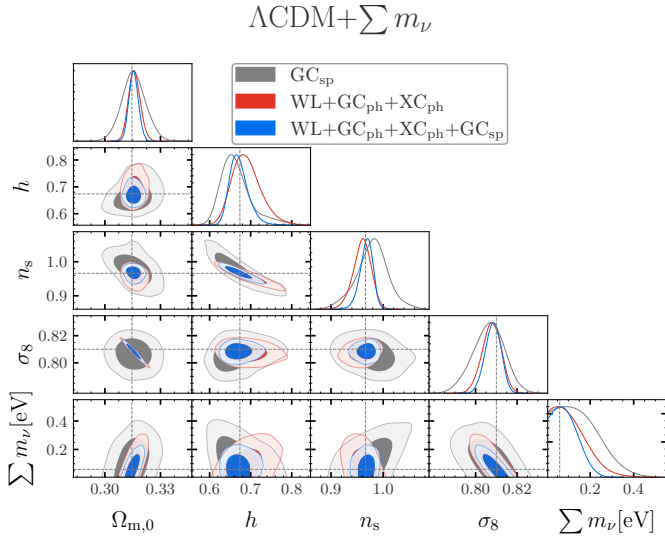 ΛCDM+∑ m_ν
GC_sp
WL+GC_ph+XC_ph
WL+GC_ph+XC_ph+GC_sp
h
0.8
0.7
0.6
n_s
1.0
0.9
σ_8
0.82
0.80
∑ m_ν[eV]
0.4
0.2
0.30 0.33 0.6 0.7 0.8 0.9 1.0 0.80 0.82 0.2 0.4
Ω_m,0 h n_s σ_8 ∑ m_ν[eV]